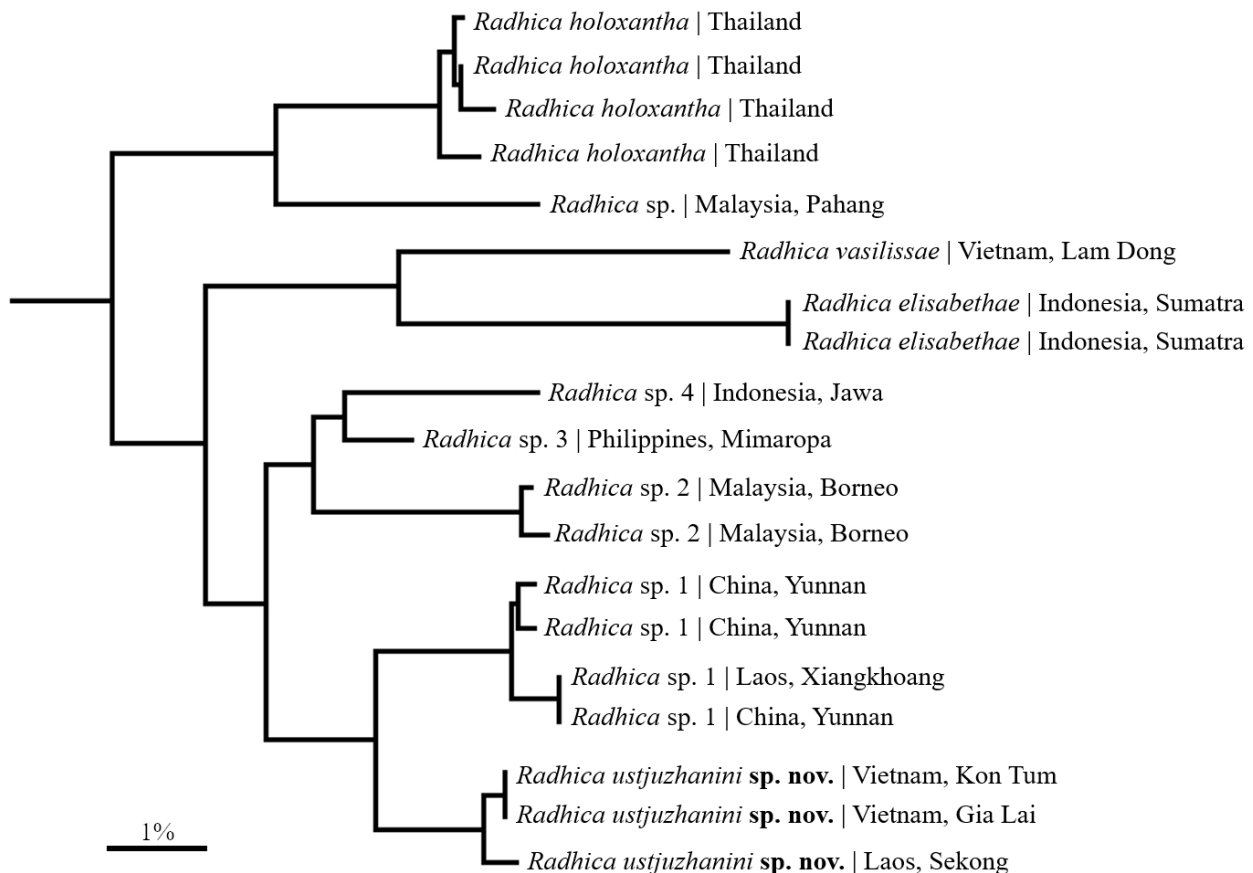 Radhica holoxantha | Thailand
Radhica holoxantha | Thailand
Radhica holoxantha | Thailand
Radhica holoxantha | Thailand
Radhica sp. | Malaysia, Pahang
Radhica vasilissae | Vietnam, Lam Dong
Radhica elisabethae | Indonesia, Sumatra
Radhica elisabethae | Indonesia, Sumatra
Radhica sp. 4 | Indonesia, Jawa
Radhica sp. 3 | Philippines, Mimaropa
Radhica sp. 2 | Malaysia, Borneo
Radhica sp. 2 | Malaysia, Borneo
Radhica sp. 1 | China, Yunnan
Radhica sp. 1 | China, Yunnan
Radhica sp. 1 | Laos, Xiangkhoang
Radhica sp. 1 | China, Yunnan
Radhica ustjuzhanini sp. nov. | Vietnam, Kon Tum
Radhica ustjuzhanini sp. nov. | Vietnam, Gia Lai
Radhica ustjuzhanini sp. nov. | Laos, Sekong
1%